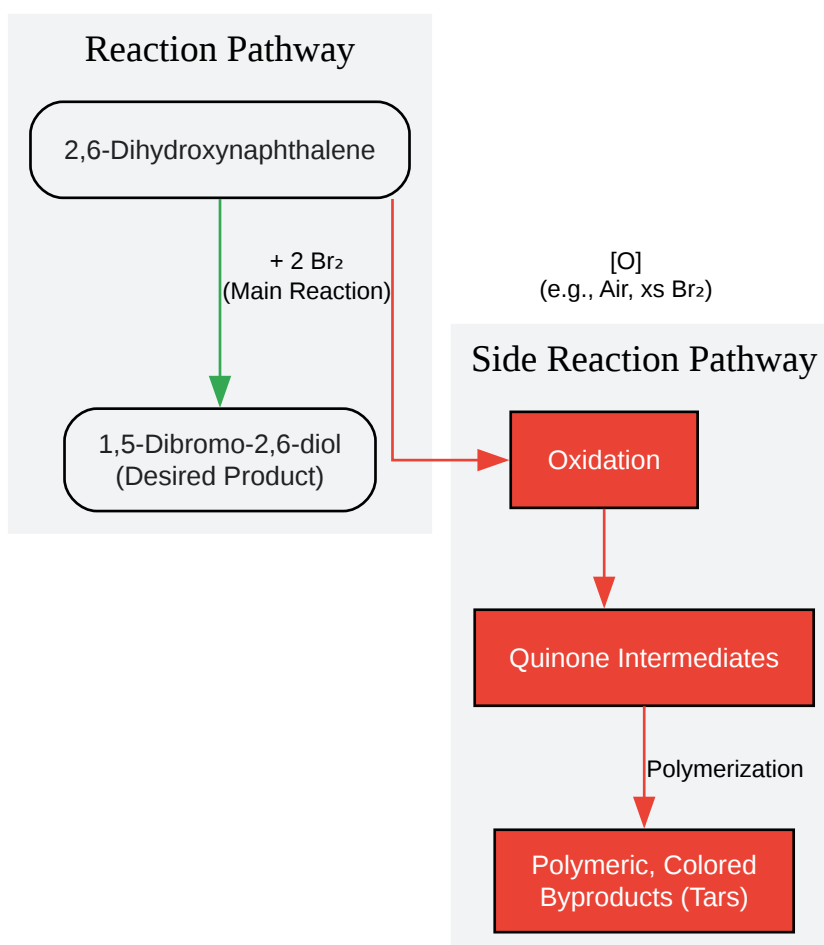 Reaction Pathway
2,6-Dihydroxynaphthalene
+ 2 Br₂
(Main Reaction)
[O]
(e.g., Air, xs Br₂)
Side Reaction Pathway
1,5-Dibromo-2,6-diol
(Desired Product)
Oxidation
Quinone Intermediates
Polymerization
Polymeric, Colored
Byproducts (Tars)